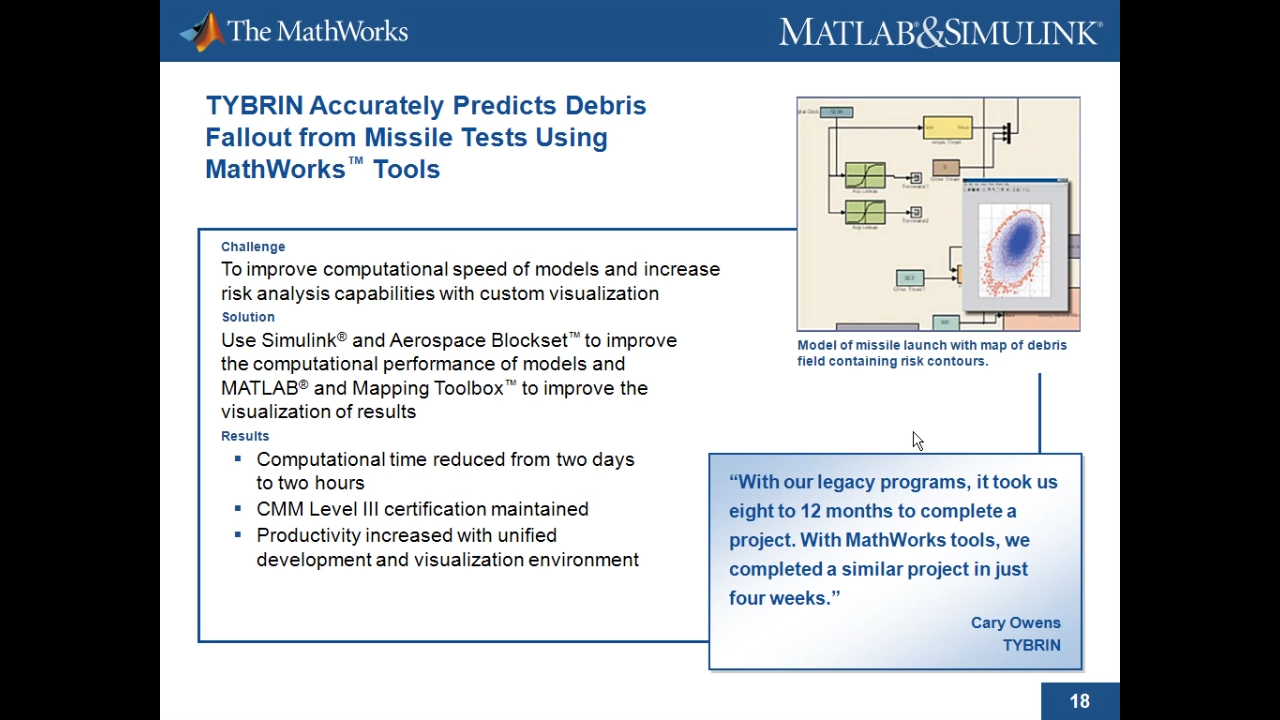 The MathWorks
MATLAB®&SIMULINK®
TYBRIN Accurately Predicts Debris
Fallout from Missile Tests Using
MathWorks™ Tools
Challenge
To improve computational speed of models and increase
risk analysis capabilities with custom visualization
Solution
Use Simulink® and Aerospace Blockset™ to improve
the computational performance of models and
MATLAB® and Mapping Toolbox™ to improve the
visualization of results
Results
▪ Computational time reduced from two days
to two hours
▪ CMM Level III certification maintained
▪ Productivity increased with unified
development and visualization environment
Model of missile launch with map of debris
field containing risk contours.
“With our legacy programs, it took us
eight to 12 months to complete a
project. With MathWorks tools, we
completed a similar project in just
four weeks.”
Cary Owens
TYBRIN
18